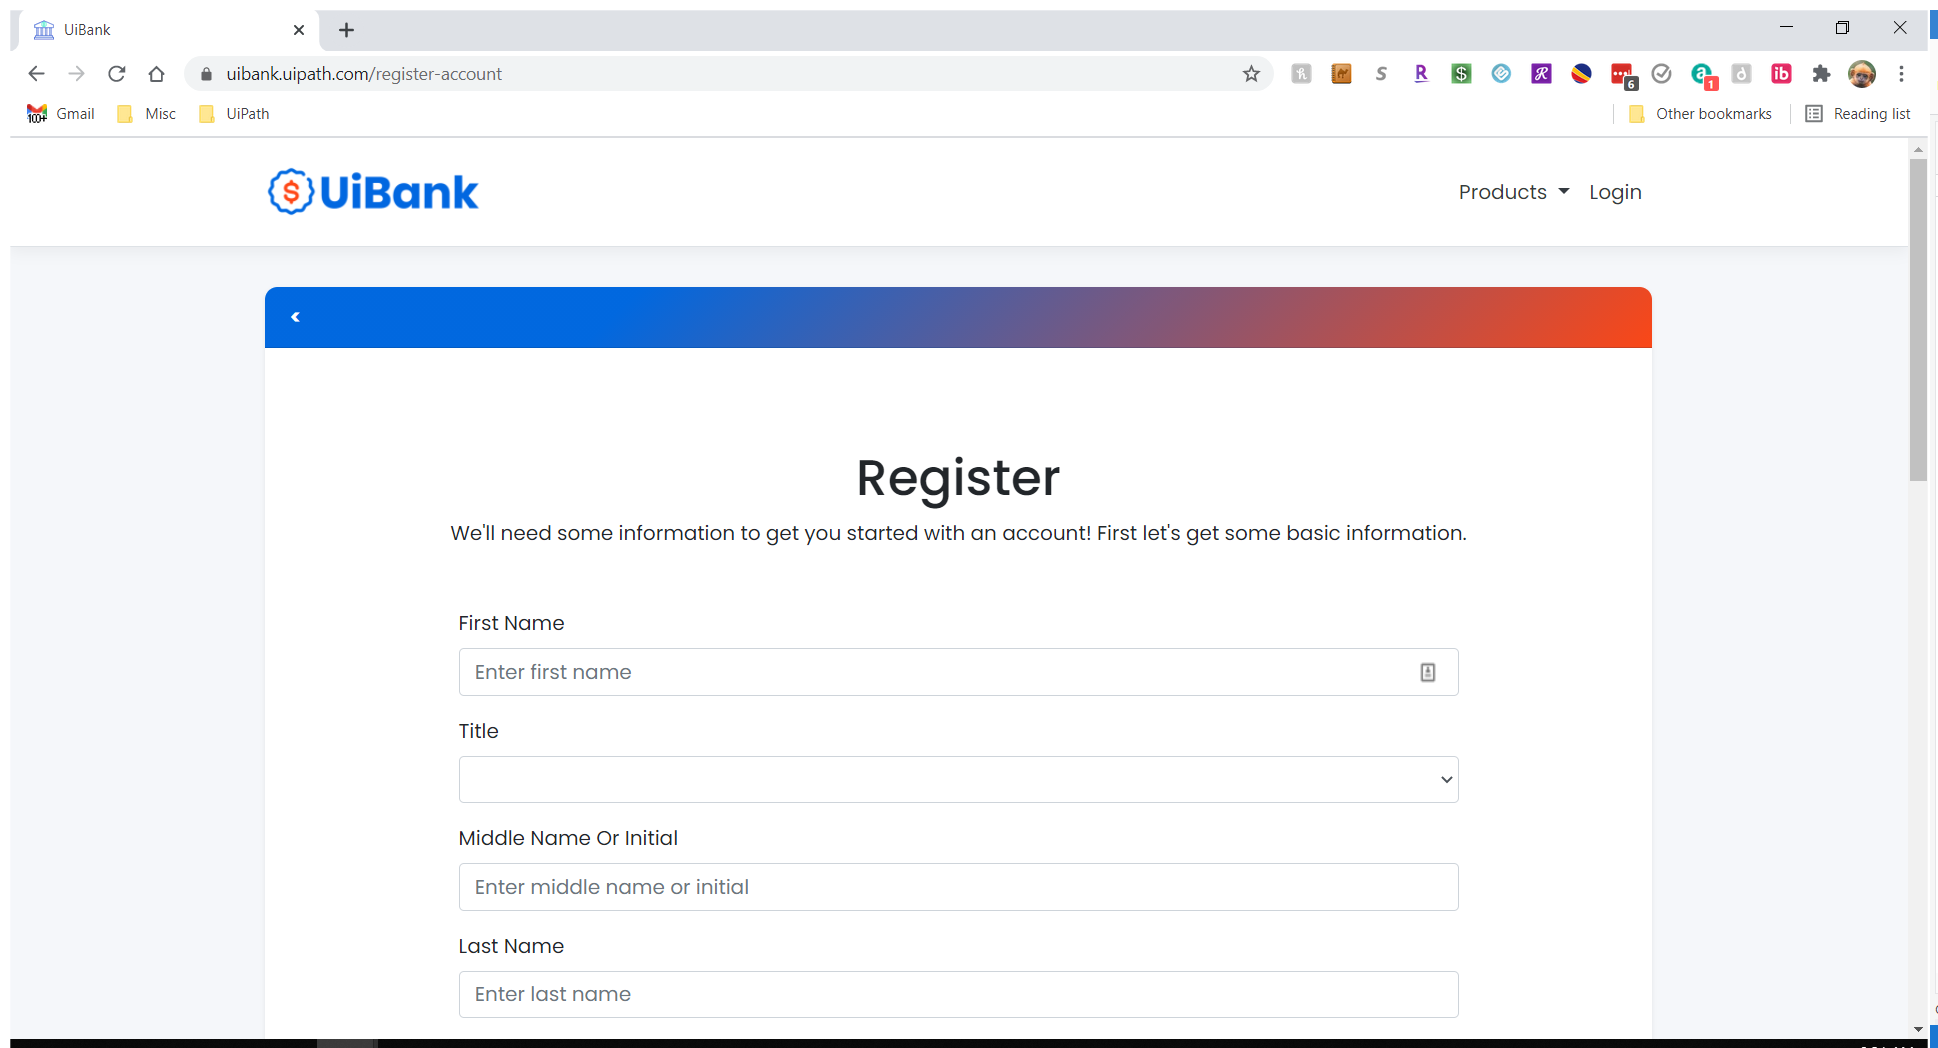 UiBank
uibank.uipath.com/register-account
6
1
Gmail
Misc
UiPath
Other bookmarks
Reading list
UiBank
Products
Login
Register
We'll need some information to get you started with an account! First let's get some basic information.
First Name
Enter first name
Title
Middle Name Or Initial
Enter middle name or initial
Last Name
Enter last name